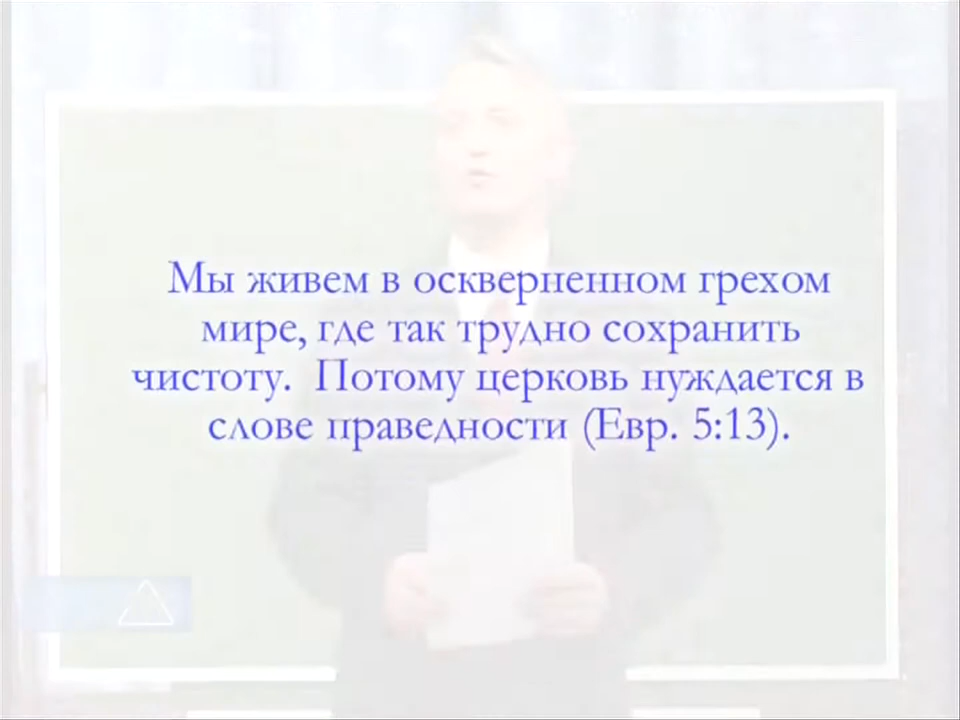 Мы живем в оскверненном грехом
мире, где так трудно сохранить
чистоту.  Потому церковь нуждается в
слове праведности (Евр. 5:13).